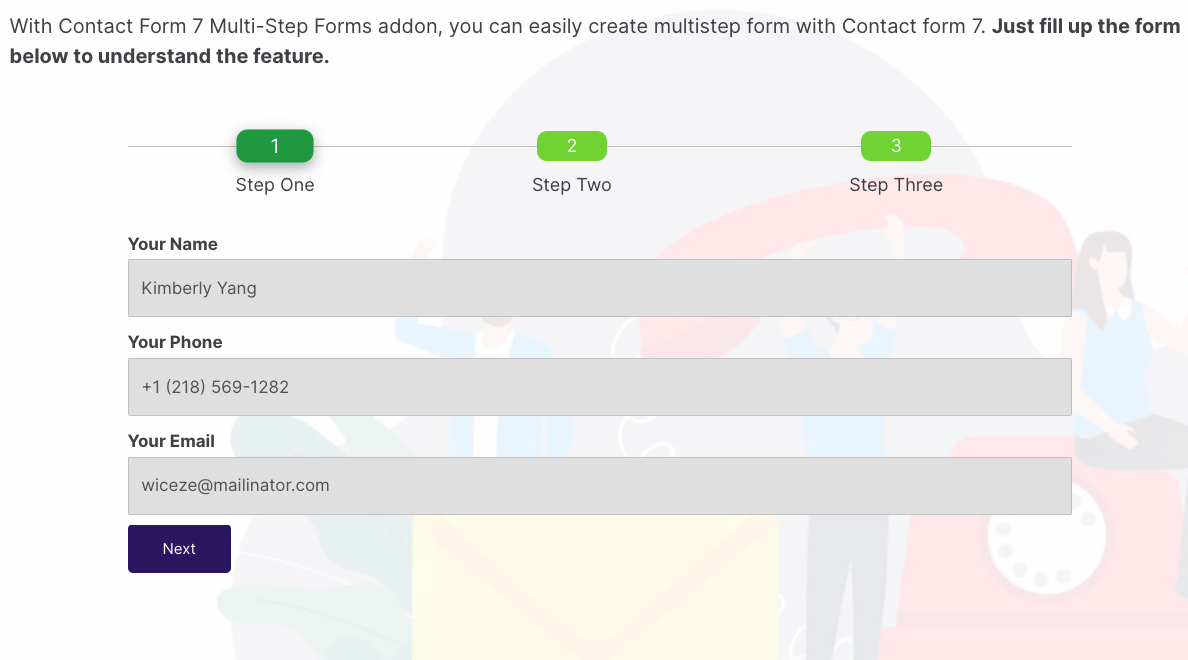 With Contact Form 7 Multi-Step Forms addon, you can easily create multistep form with Contact form 7. Just fill up the form
below to understand the feature.
1 2 3
Step One Step Two Step Three
Your Name
Kimberly Yang
Your Phone
+1 (218) 569-1282
Your Email
wiceze@mailinator.com
Next